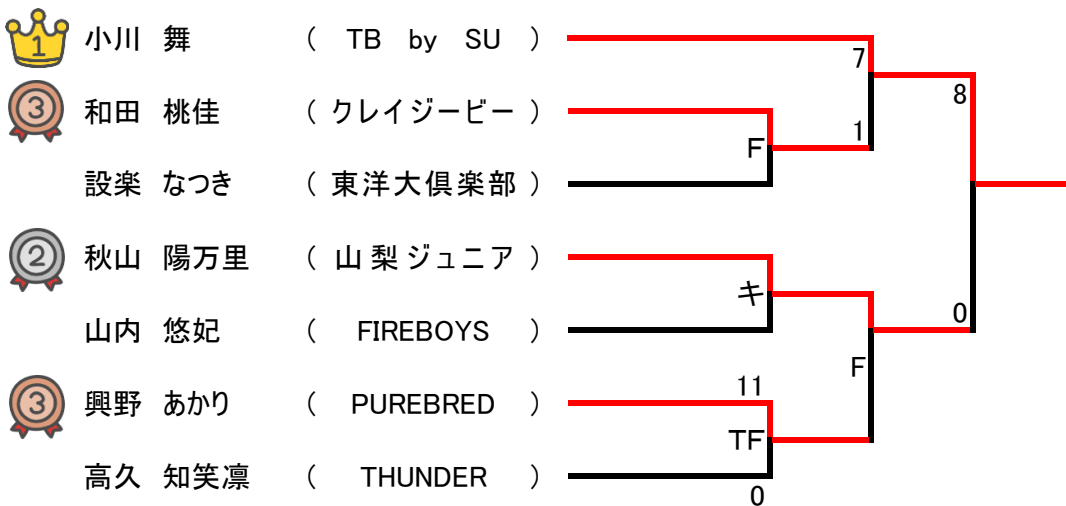 1 小川 舞 ( TB by SU ) 7
8
3 和田 桃佳 ( クレイジービー ) 1
F
設楽 なつき ( 東洋大倶楽部 )
2 秋山 陽万里 ( 山梨ジュニア )
キ
山内 悠妃 ( FIREBOYS ) 0
F
3 興野 あかり ( PUREBRED ) 11
TF
高久 知笑凛 ( THUNDER ) 0